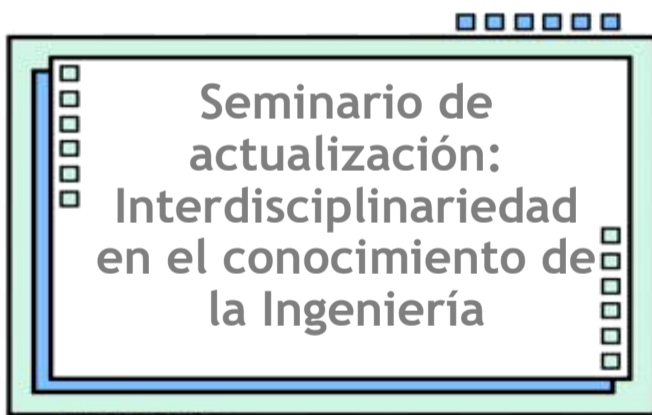 Seminario de
actualización:
Interdisciplinariedad
en el conocimiento de
la Ingeniería